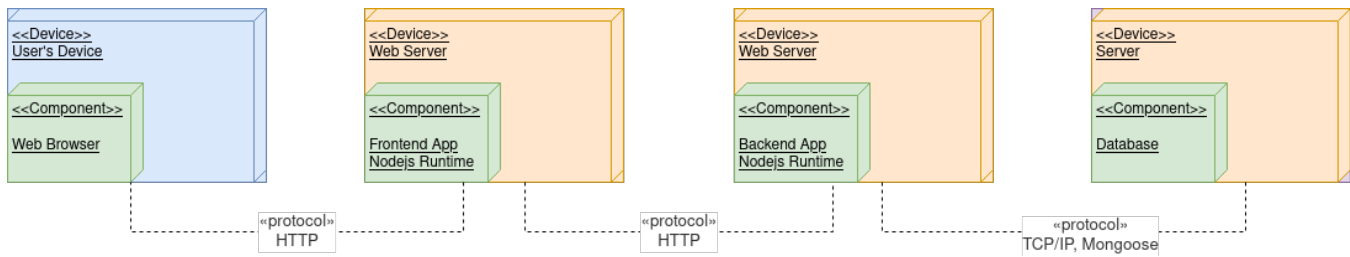 <<Device>>
User's Device
<<Component>>
Web Browser
<<Device>>
Web Server
<<Component>>
Frontend App
Nodejs Runtime
<<Device>>
Web Server
<<Component>>
Backend App
Nodejs Runtime
<<Device>>
Server
<<Component>>
Database
«protocol»
HTTP
«protocol»
HTTP
«protocol»
TCP/IP, Mongoose